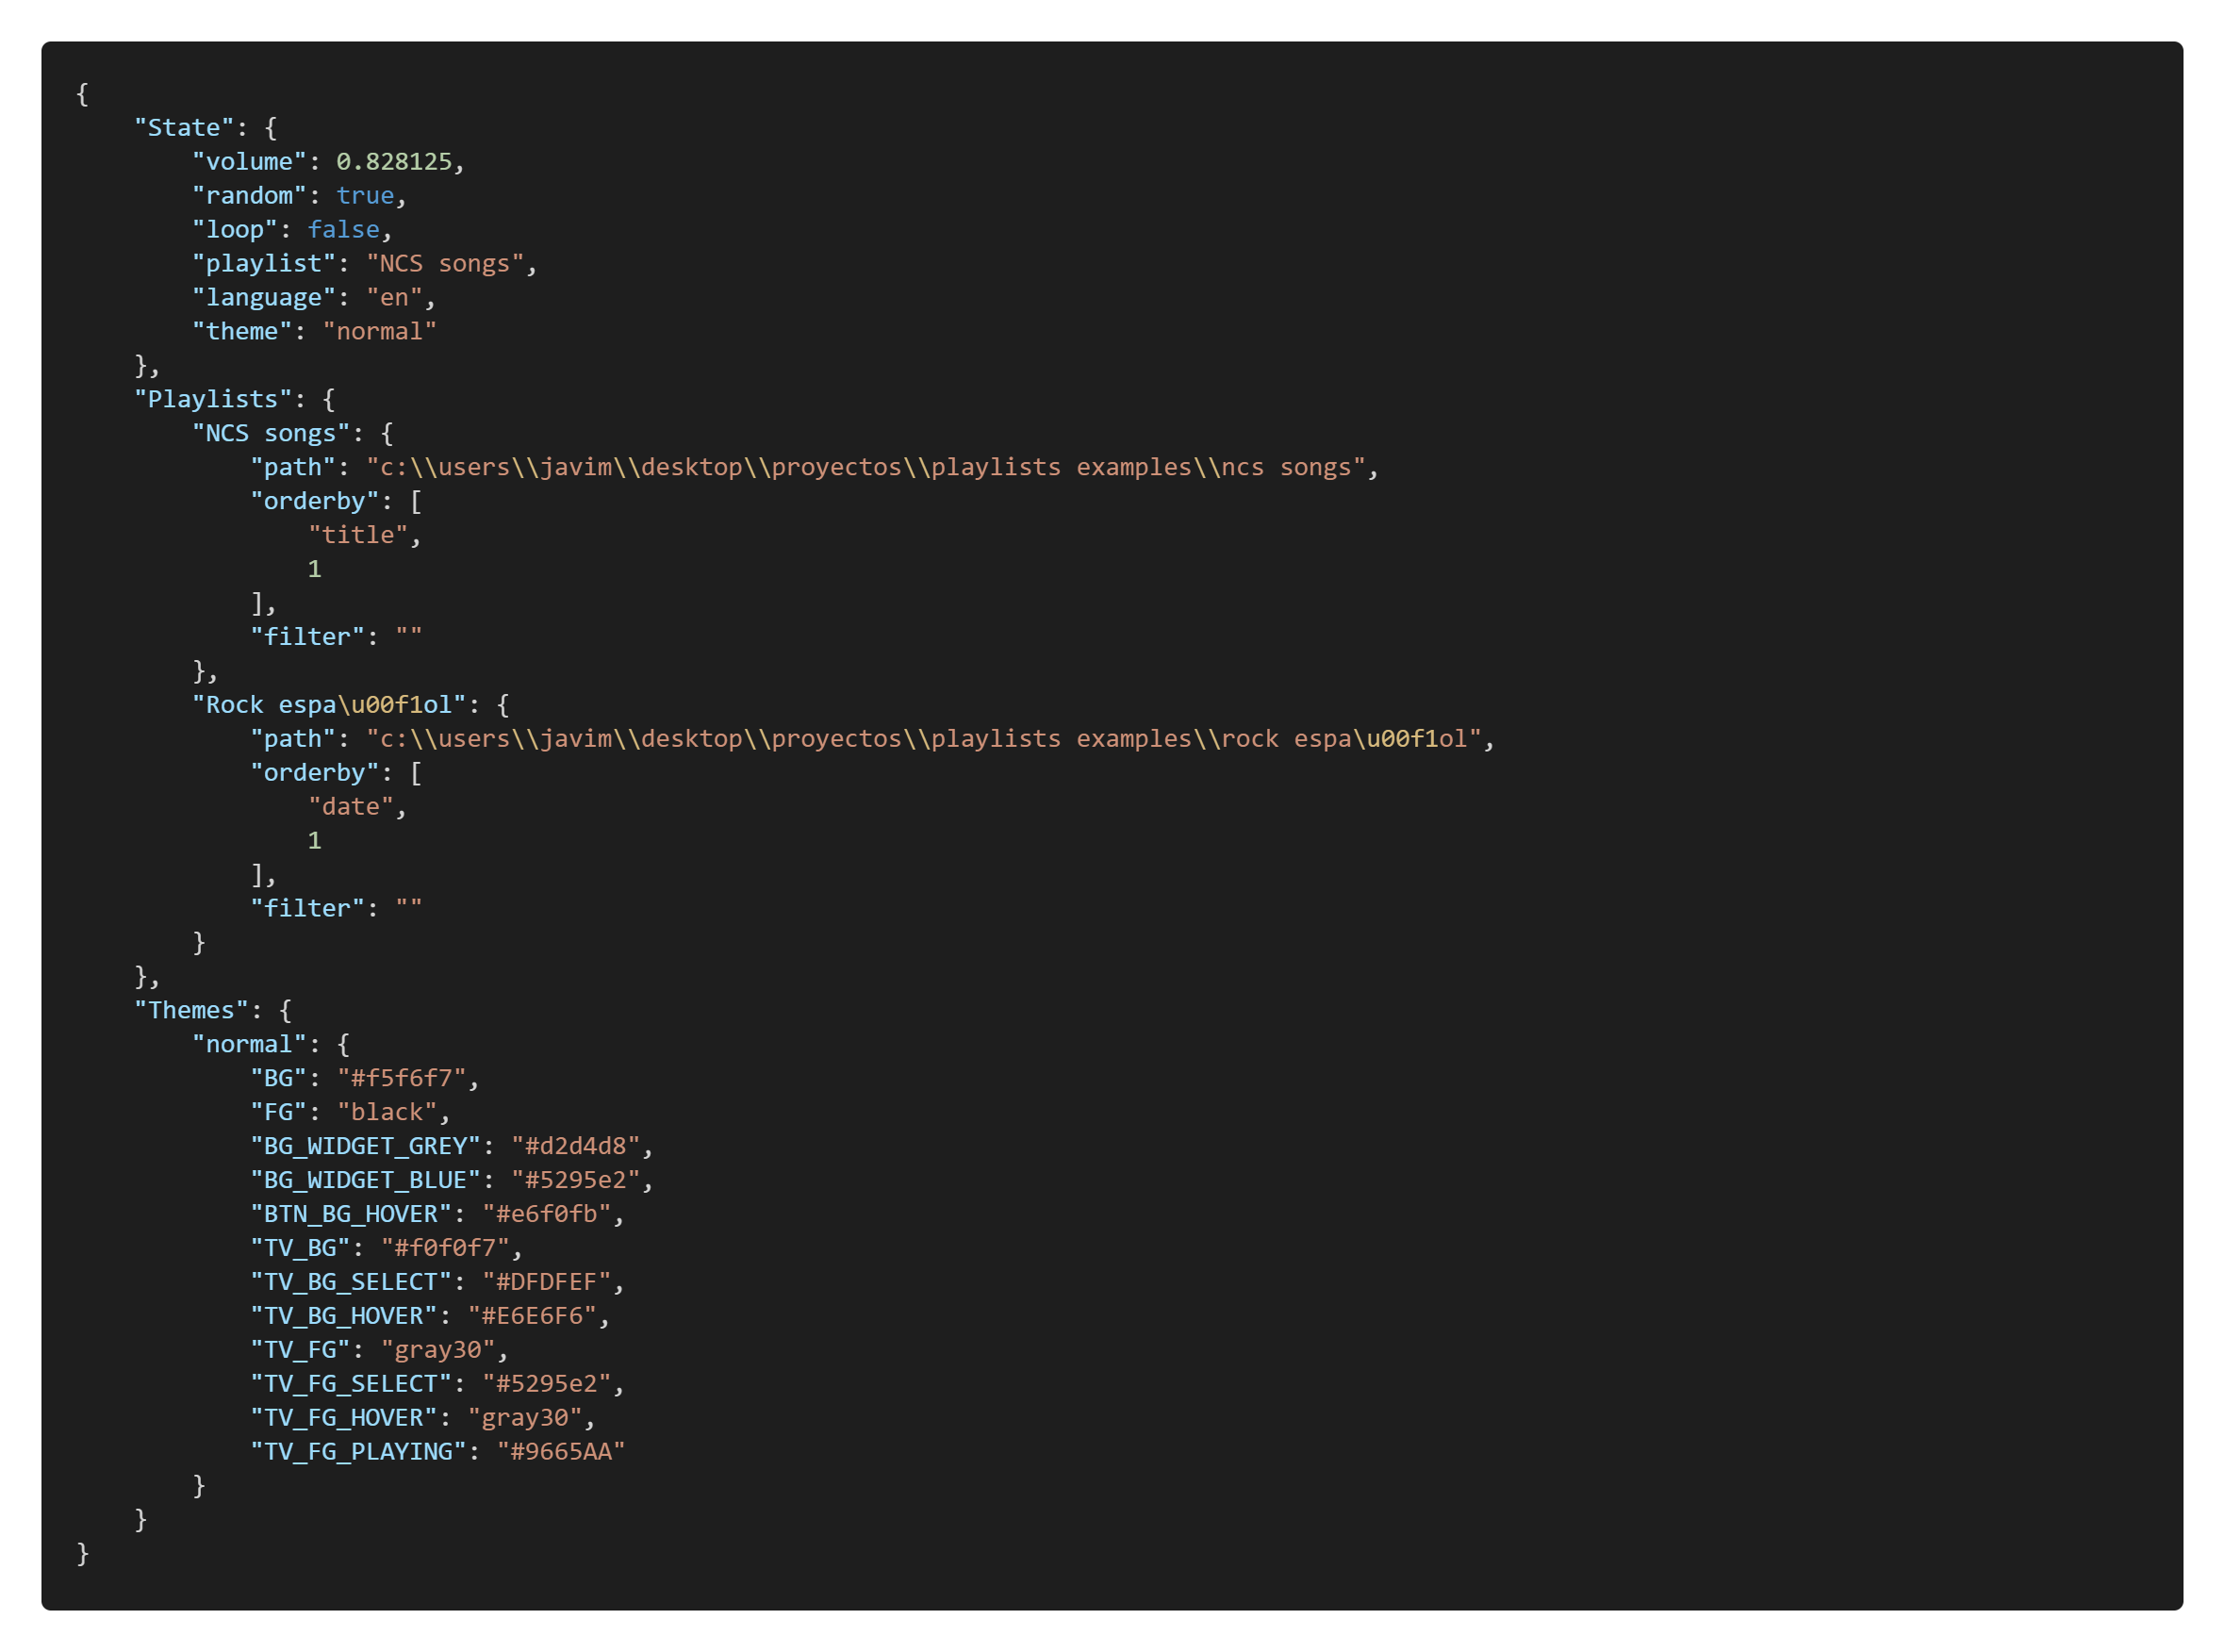 {
    "State": {
        "volume": 0.828125,
        "random": true,
        "loop": false,
        "playlist": "NCS songs",
        "language": "en",
        "theme": "normal"
    },
    "Playlists": {
        "NCS songs": {
            "path": "c:\\users\\javim\\desktop\\proyectos\\playlists examples\\ncs songs",
            "orderby": [
                "title",
                1
            ],
            "filter": ""
        },
        "Rock espa\u00f1ol": {
            "path": "c:\\users\\javim\\desktop\\proyectos\\playlists examples\\rock espa\u00f1ol",
            "orderby": [
                "date",
                1
            ],
            "filter": ""
        }
    },
    "Themes": {
        "normal": {
            "BG": "#f5f6f7",
            "FG": "black",
            "BG_WIDGET_GREY": "#d2d4d8",
            "BG_WIDGET_BLUE": "#5295e2",
            "BTN_BG_HOVER": "#e6f0fb",
            "TV_BG": "#f0f0f7",
            "TV_BG_SELECT": "#DFDFEF",
            "TV_BG_HOVER": "#E6E6F6",
            "TV_FG": "gray30",
            "TV_FG_SELECT": "#5295e2",
            "TV_FG_HOVER": "gray30",
            "TV_FG_PLAYING": "#9665AA"
        }
    }
}